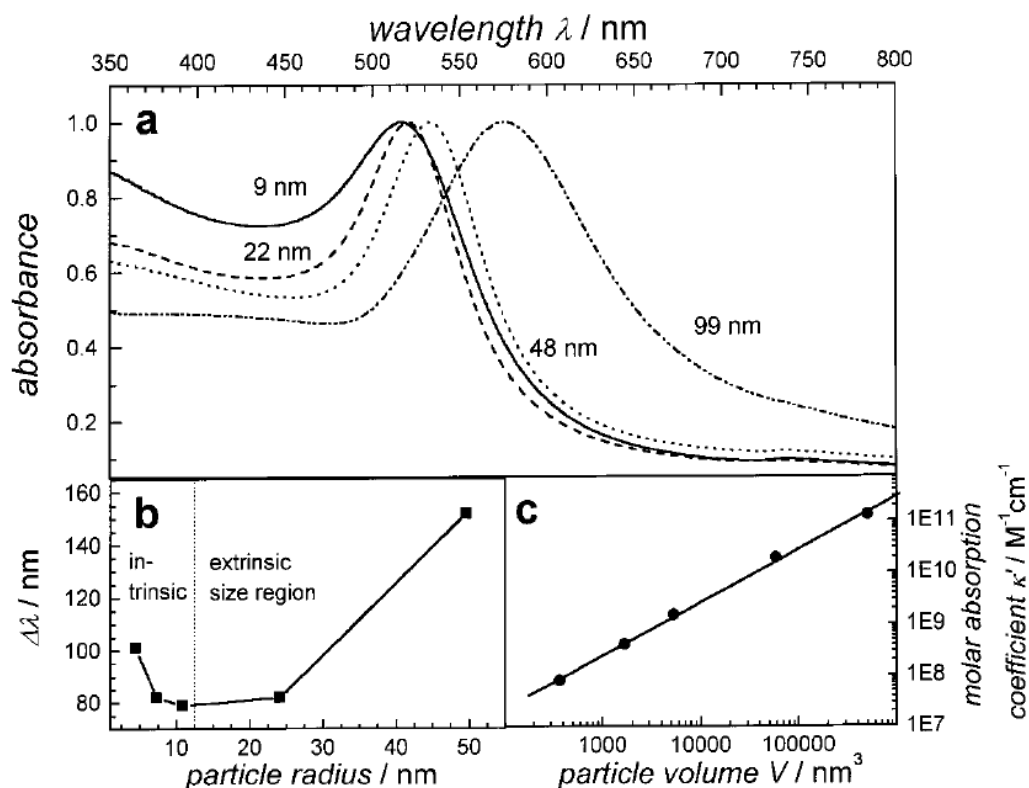 wavelength λ / nm
350 400 450 500 550 600 650 700 750 800
a
1.0
0.8
0.6
0.4
0.2
absorbance
9 nm
22 nm
48 nm
99 nm
b
160
140
120
100
80
Δλ / nm
in-
trinsic
extrinsic
size region
10 20 30 40 50
particle radius / nm
c
1E11
1E10
1E9
1E8
1E7
molar absorption
coefficient κ' / M⁻¹cm⁻¹
1000 10000 100000
particle volume V / nm³